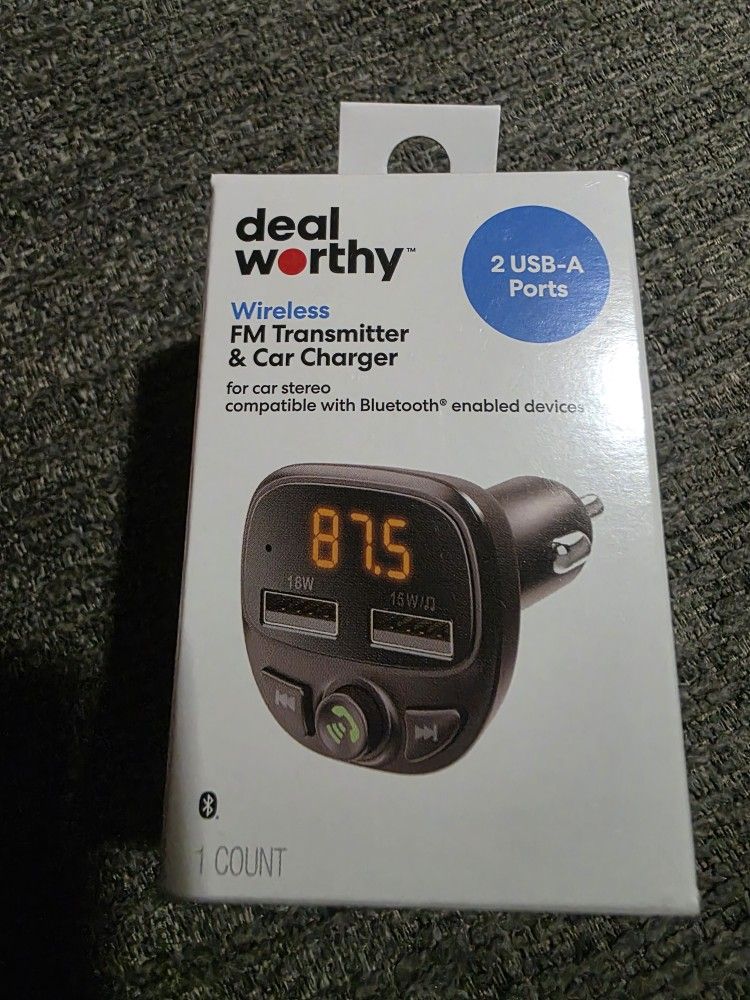 deal
worthy™
2 USB-A
Ports
Wireless
FM Transmitter
& Car Charger
for car stereo
compatible with Bluetooth® enabled devices
87.5
18W
15W/♫
1 COUNT